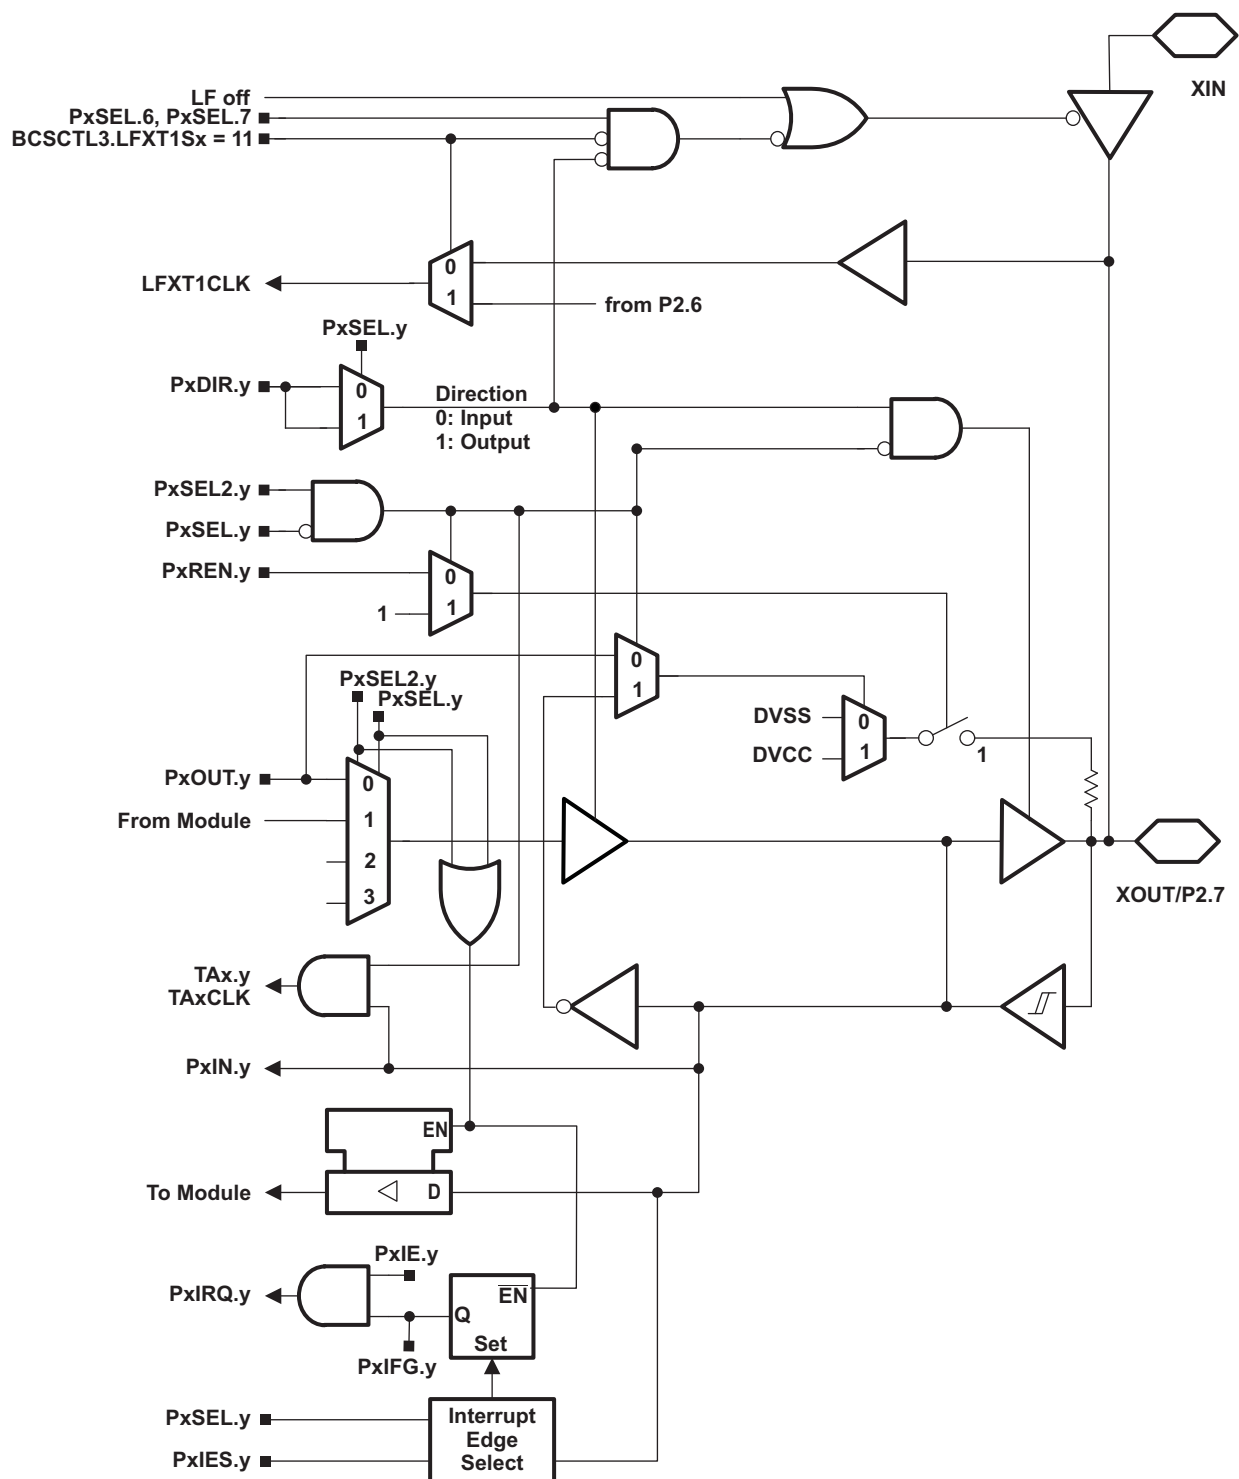 XIN
LF off
PxSEL.6, PxSEL.7
BCSCTL3.LFXT1Sx = 11
0
LFXT1CLK
1
from P2.6
PxSEL.y
PxDIR.y
0
1
Direction
0: Input
1: Output
PxSEL2.y
PxSEL.y
PxREN.y
0
1
1
0
1
PxSEL2.y
PxSEL.y
DVSS
0
DVCC
1
1
PxOUT.y
0
From Module
1
2
3
XOUT/P2.7
TAx.y
TAxCLK
PxIN.y
EN
To Module
D
PxIE.y
PxIRQ.y
EN
Q
Set
PxIFG.y
PxSEL.y
PxIES.y
Interrupt
Edge
Select